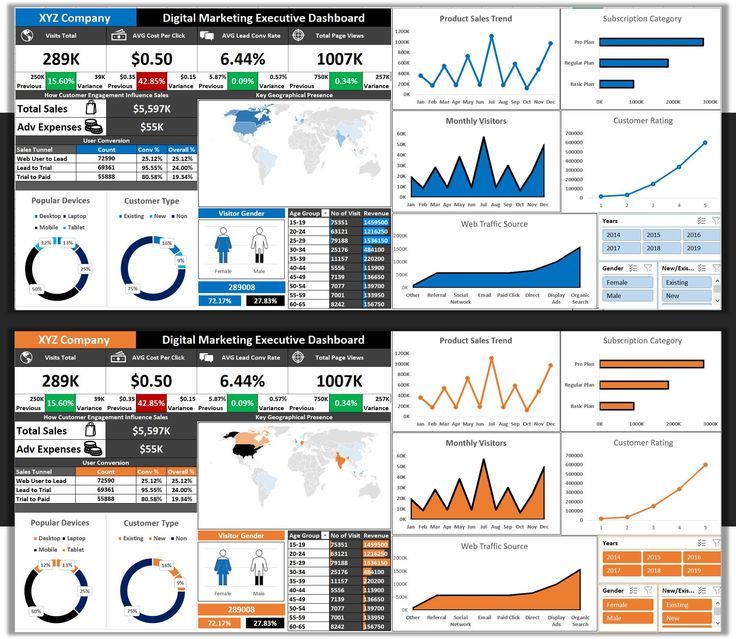 XYZ Company
Digital Marketing Executive Dashboard
Visits Total
AVG Cost Per Click
AVG Lead Conv Rate
Total Page Views
289K
$0.50
6.44%
1007K
250K 15.60% 39K $0.35 42.85% $0.15 5.87% 0.09% 0.57% 750K 0.34% 257K
Previous Variance Previous Variance Previous Variance Previous Variance
How Customer Engagement Influence Sales
Key Geographical Presence
Total Sales
$5,597K
Adv Expenses
$55K
User Conversion
Sales Tunnel Count Conv % Overall %
Web User to Lead 72590 25.12% 25.12%
Lead to Trial 69361 95.55% 24.00%
Trial to Paid 55888 80.58% 19.34%
Popular Devices
Desktop Laptop
Mobile Tablet
12% 13%
25%
50%
Customer Type
Existing New Non
16%
9%
75%
Visitor Gender
Female Male
289008
72.17% 27.83%
Age Group No of Visit Revenue
15-19 75351 1459500
20-24 63121 1216250
25-29 79188 1536150
30-34 25176 484100
35-39 11157 220200
40-44 5556 113900
45-49 7139 136650
50-54 7077 139700
55-59 7001 133950
60-65 8242 156750
Product Sales Trend
1200K
1000K
800K
600K
400K
200K
0K
Jan Feb Mar Apr May Jun Jul Aug Sep Oct Nov Dec
Subscription Category
Pro Plan
Regular Plan
Basic Plan
0K 1000K 2000K 3000K
Monthly Visitors
60K
50K
40K
30K
20K
10K
0K
Jan Feb Mar Apr May Jun Jul Aug Sep Oct Nov Dec
Customer Rating
700000
600000
500000
400000
300000
200000
100000
0
1 2 3 4 5
Web Traffic Source
2000K
1500K
1000K
500K
0K
Other Referral Social Network Email Paid Click Direct Display Ads Organic Search
Years
2014 2015 2016
2017 2018 2019
Gender
Female
Male
New/Exis...
Existing
New
XYZ Company
Digital Marketing Executive Dashboard
Visits Total
AVG Cost Per Click
AVG Lead Conv Rate
Total Page Views
289K
$0.50
6.44%
1007K
250K 15.60% 39K $0.35 42.85% $0.15 5.87% 0.09% 0.57% 750K 0.34% 257K
Previous Variance Previous Variance Previous Variance Previous Variance
How Customer Engagement Influence Sales
Key Geographical Presence
Total Sales
$5,597K
Adv Expenses
$55K
User Conversion
Sales Tunnel Count Conv % Overall %
Web User to Lead 72590 25.12% 25.12%
Lead to Trial 69361 95.55% 24.00%
Trial to Paid 55888 80.58% 19.34%
Popular Devices
Desktop Laptop
Mobile Tablet
12% 13%
25%
50%
Customer Type
Existing New Non
16%
9%
75%
Visitor Gender
Female Male
289008
72.17% 27.83%
Age Group No of Visit Revenue
15-19 75351 1459500
20-24 63121 1216250
25-29 79188 1536150
30-34 25176 484100
35-39 11157 220200
40-44 5556 113900
45-49 7139 136650
50-54 7077 139700
55-59 7001 133950
60-65 8242 156750
Product Sales Trend
1200K
1000K
800K
600K
400K
200K
0K
Jan Feb Mar Apr May Jun Jul Aug Sep Oct Nov Dec
Subscription Category
Pro Plan
Regular Plan
Basic Plan
0K 1000K 2000K 3000K
Monthly Visitors
60K
50K
40K
30K
20K
10K
0K
Jan Feb Mar Apr May Jun Jul Aug Sep Oct Nov Dec
Customer Rating
700000
600000
500000
400000
300000
200000
100000
0
1 2 3 4 5
Web Traffic Source
2000K
1500K
1000K
500K
0K
Other Referral Social Network Email Paid Click Direct Display Ads Organic Search
Years
2014 2015 2016
2017 2018 2019
Gender
Female
Male
New/Exis...
Existing
New